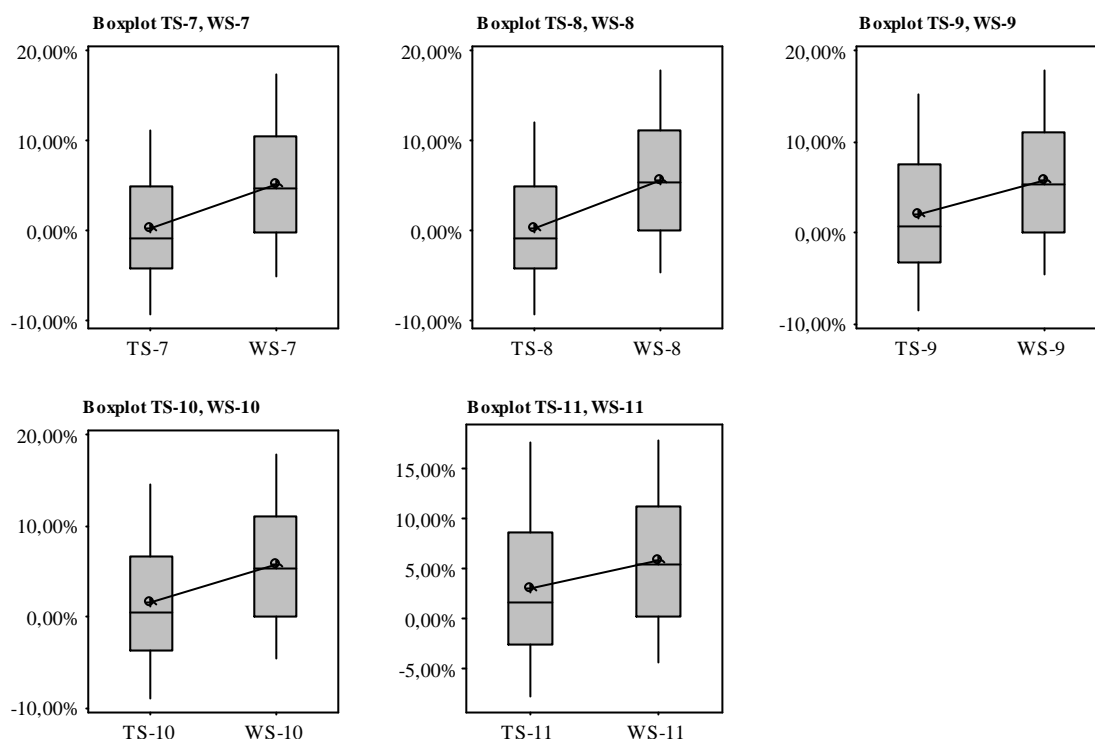 Boxplot TS-7, WS-7
20,00%
10,00%
0,00%
-10,00%
TS-7 WS-7
Boxplot TS-8, WS-8
20,00%
10,00%
0,00%
-10,00%
TS-8 WS-8
Boxplot TS-9, WS-9
20,00%
10,00%
0,00%
-10,00%
TS-9 WS-9
Boxplot TS-10, WS-10
20,00%
10,00%
0,00%
-10,00%
TS-10 WS-10
Boxplot TS-11, WS-11
15,00%
10,00%
5,00%
0,00%
-5,00%
TS-11 WS-11